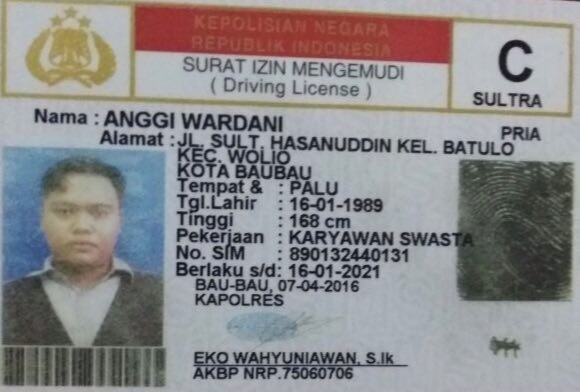 KEPOLISIAN NEGARA
REPUBLIK INDONESIA
SURAT IZIN MENGEMUDI
( Driving License )
C
SULTRA
Nama : ANGGI WARDANI
PRIA
Alamat : JL. SULT. HASANUDDIN KEL. BATULO
KEC. WOLIO
KOTA BAUBAU
Tempat & : PALU
Tgl.Lahir : 16-01-1989
Tinggi : 168 cm
Pekerjaan : KARYAWAN SWASTA
No. SIM : 890132440131
Berlaku s/d : 16-01-2021
BAU-BAU, 07-04-2016
KAPOLRES
EKO WAHYUNIAWAN, S.Ik
AKBP NRP.75060706